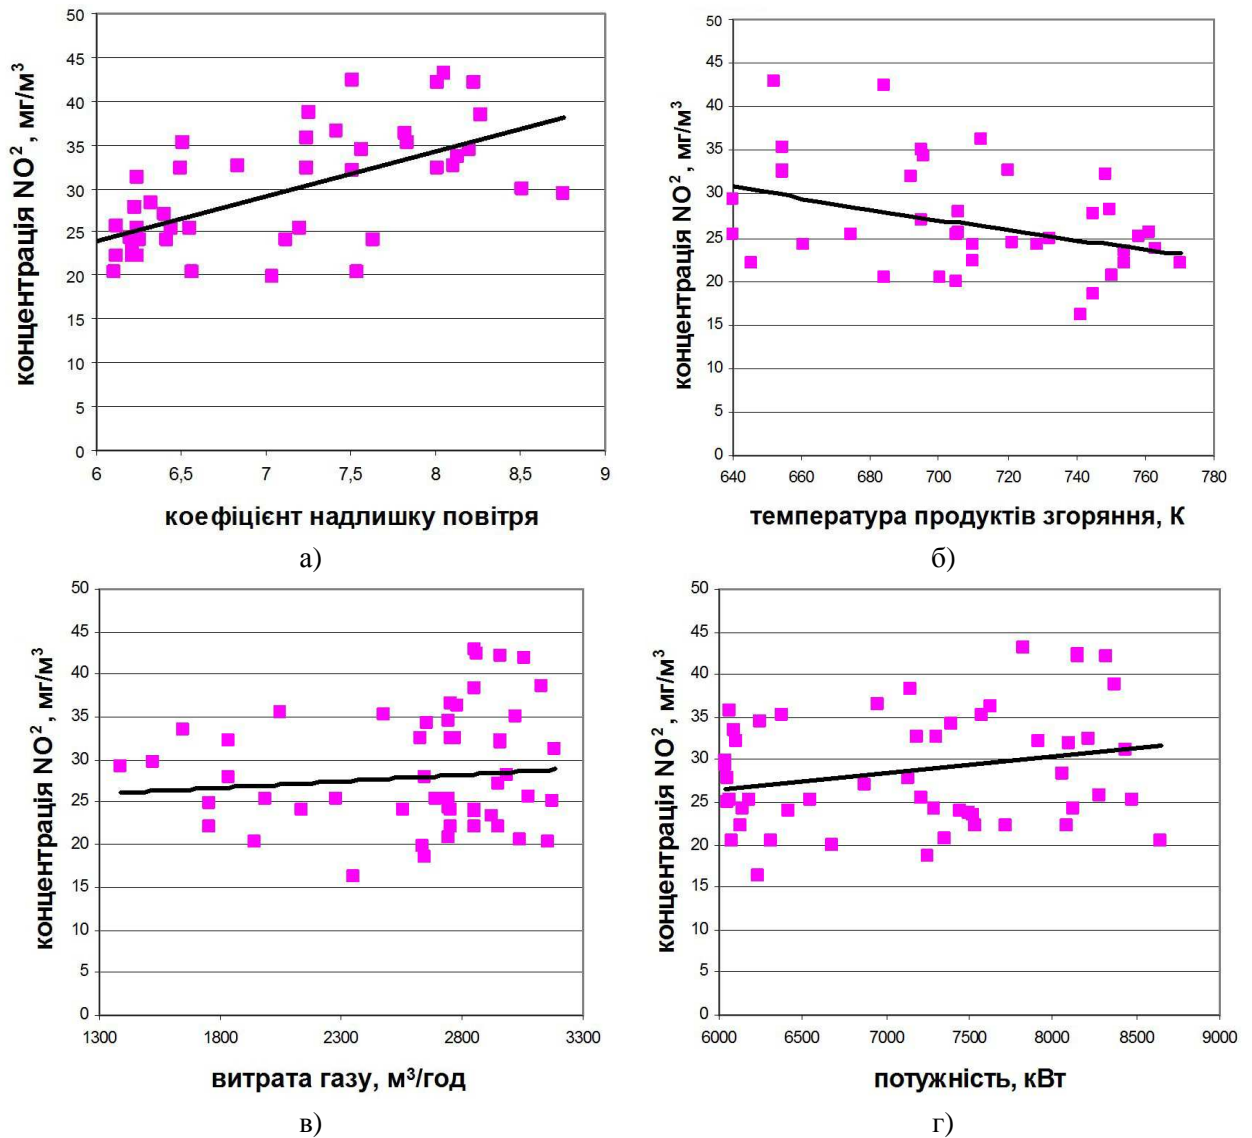 50
45
40
35
30
25
20
15
10
5
0
концентрація NO², мг/м³
6 6,5 7 7,5 8 8,5 9
коефіцієнт надлишку повітря
а)
50
45
40
35
30
25
20
15
10
5
0
концентрація NO², мг/м³
640 660 680 700 720 740 760 780
температура продуктів згоряння, К
б)
50
45
40
35
30
25
20
15
10
5
0
концентрація NO², мг/м³
1300 1800 2300 2800 3300
витрата газу, м³/год
в)
50
45
40
35
30
25
20
15
10
5
0
концентрація NO², мг/м³
6000 7000 7500 8000 8500 9000
потужність, кВт
г)